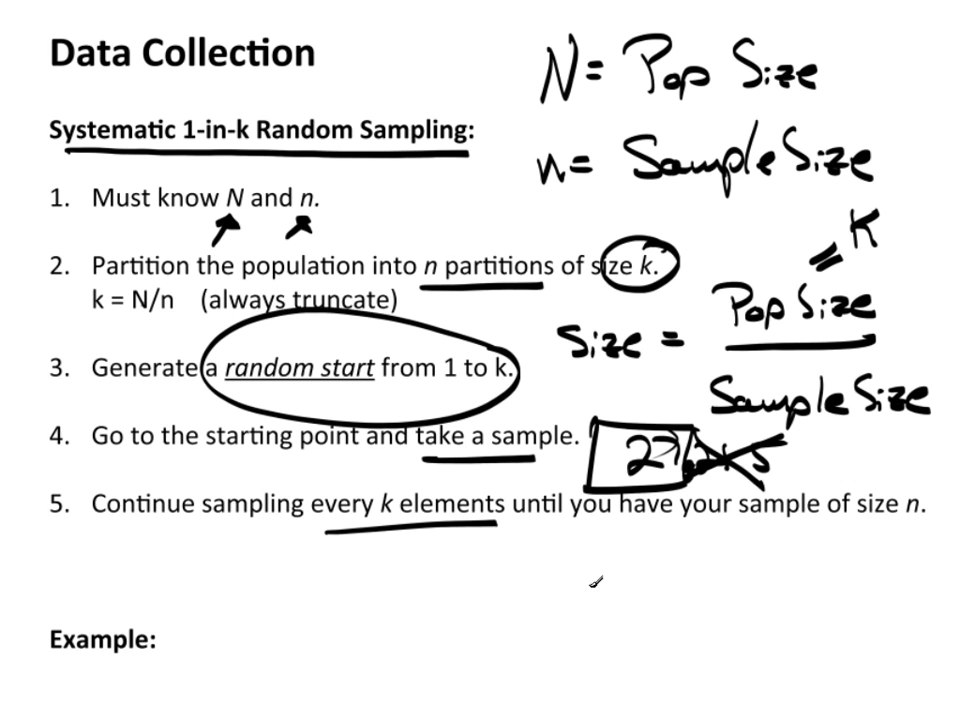 Data Collection
N = Pop Size
Systematic 1-in-k Random Sampling:
n = Sample Size
1. Must know N and n.
= K
2. Partition the population into n partitions of size k.
k = N/n (always truncate)
Size = Pop Size
Sample Size
3. Generate a random start from 1 to k.
4. Go to the starting point and take a sample.
27
5. Continue sampling every k elements until you have your sample of size n.
Example: